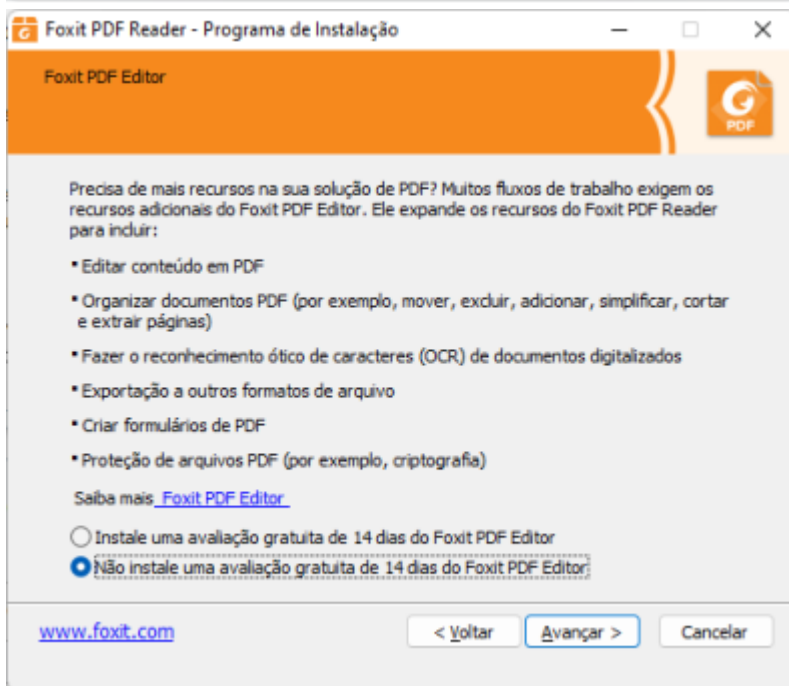 Foxit PDF Reader - Programa de Instalação
Foxit PDF Editor
PDF
Precisa de mais recursos na sua solução de PDF? Muitos fluxos de trabalho exigem os
recursos adicionais do Foxit PDF Editor. Ele expande os recursos do Foxit PDF Reader
para incluir:
▪ Editar conteúdo em PDF
▪ Organizar documentos PDF (por exemplo, mover, excluir, adicionar, simplificar, cortar
e extrair páginas)
▪ Fazer o reconhecimento ótico de caracteres (OCR) de documentos digitalizados
▪ Exportação a outros formatos de arquivo
▪ Criar formulários de PDF
▪ Proteção de arquivos PDF (por exemplo, criptografia)
Saiba mais Foxit PDF Editor
Instale uma avaliação gratuita de 14 dias do Foxit PDF Editor
Não instale uma avaliação gratuita de 14 dias do Foxit PDF Editor
www.foxit.com < Voltar Avançar > Cancelar